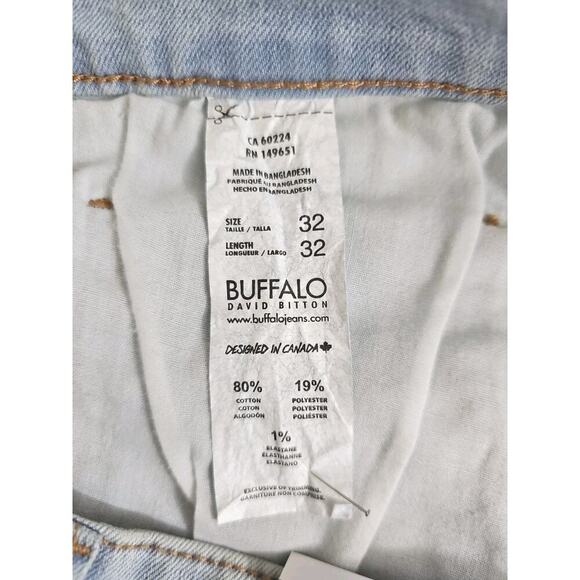 CA 60224
RN 149651
MADE IN BANGLADESH
FABRIQUÉ AU BANGLADESH
HECHO EN BANGLADESH
SIZE 32
TAILLE / TALLA
LENGTH 32
LONGUEUR / LARGO
BUFFALO
DAVID BITTON
www.buffalojeans.com
DESIGNED IN CANADA
80% 19%
COTTON POLYESTER
COTON POLYESTER
ALGODÓN POLIÉSTER
1%
ELASTANE
ELASTHANNE
ELASTANO
EXCLUSIVE OF TRIMMING.
GARNITURE NON COMPRISE.